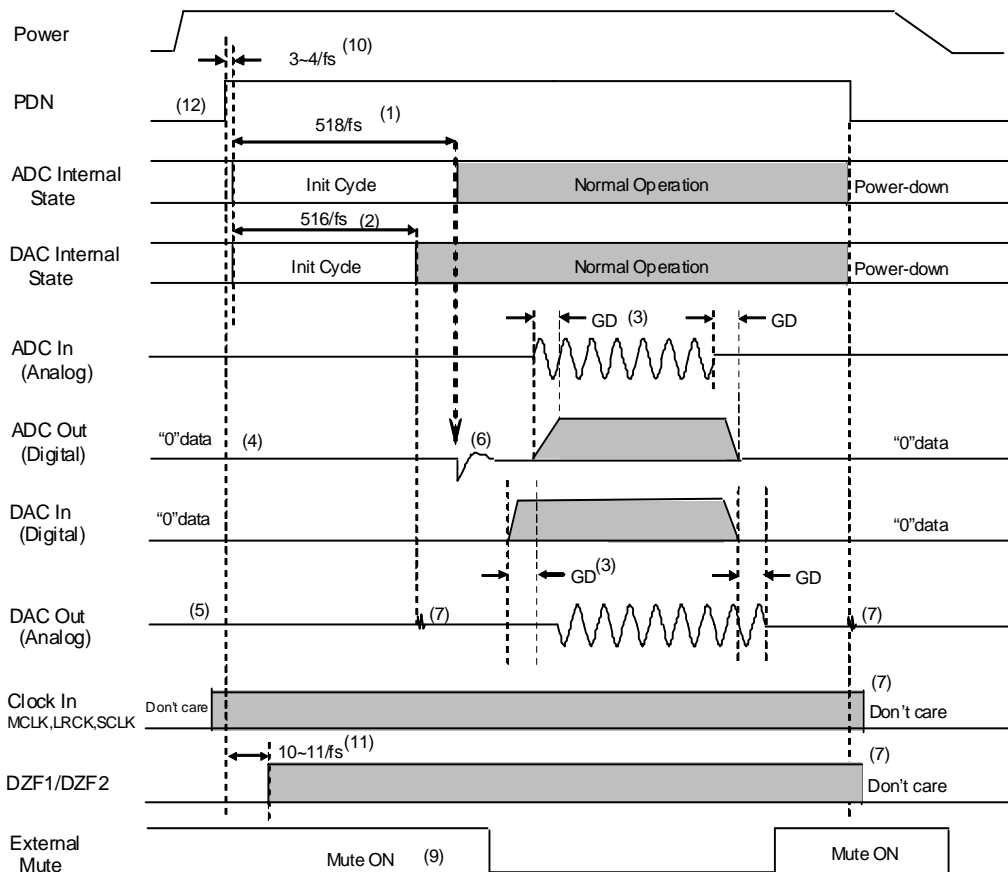 Power
3~4/fs (10)
PDN
(12)
518/fs (1)
ADC Internal
State
Init Cycle
Normal Operation
Power-down
516/fs (2)
DAC Internal
State
Init Cycle
Normal Operation
Power-down
GD (3)
GD
ADC In
(Analog)
ADC Out
(Digital)
“0”data
(4)
(6)
“0”data
DAC In
(Digital)
“0”data
“0”data
GD (3)
GD
DAC Out
(Analog)
(5)
(7)
(7)
Clock In
MCLK,LRCK,SCLK
Don't care
(7)
Don't care
10~11/fs (11)
DZF1/DZF2
(7)
Don't care
External
Mute
Mute ON (9)
Mute ON